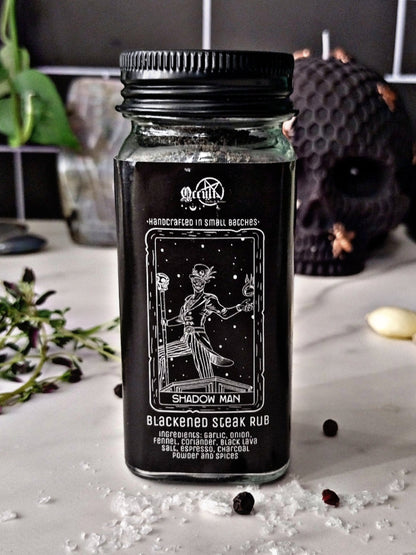 Occult
•Handcrafted in small batches•
SHADOW MAN
Blackened Steak Rub
Ingredients: Garlic, Onion,
Fennel, Coriander, Black Lava
Salt, Espresso, Charcoal
Powder and Spices